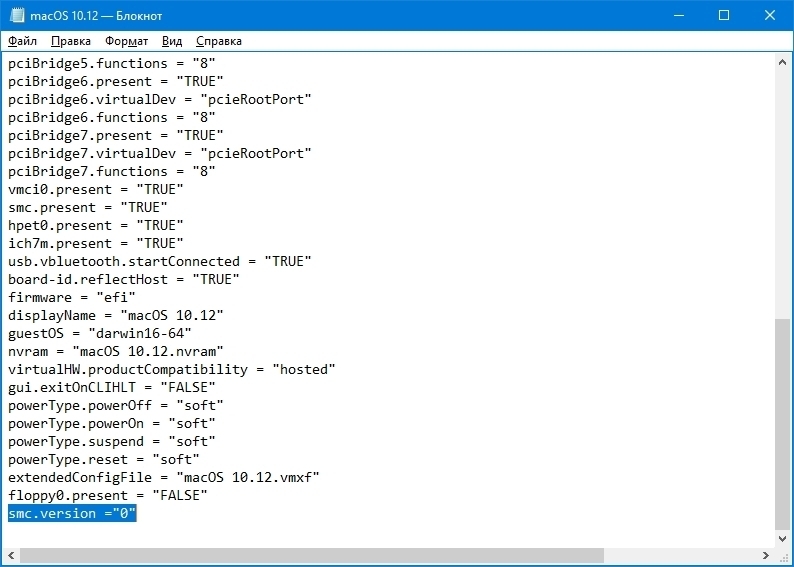 macOS 10.12 — Блокнот
Файл Правка Формат Вид Справка
pciBridge5.functions = "8"
pciBridge6.present = "TRUE"
pciBridge6.virtualDev = "pcieRootPort"
pciBridge6.functions = "8"
pciBridge7.present = "TRUE"
pciBridge7.virtualDev = "pcieRootPort"
pciBridge7.functions = "8"
vmci0.present = "TRUE"
smc.present = "TRUE"
hpet0.present = "TRUE"
ich7m.present = "TRUE"
usb.vbluetooth.startConnected = "TRUE"
board-id.reflectHost = "TRUE"
firmware = "efi"
displayName = "macOS 10.12"
guestOS = "darwin16-64"
nvram = "macOS 10.12.nvram"
virtualHW.productCompatibility = "hosted"
gui.exitOnCLIHLT = "FALSE"
powerType.powerOff = "soft"
powerType.powerOn = "soft"
powerType.suspend = "soft"
powerType.reset = "soft"
extendedConfigFile = "macOS 10.12.vmxf"
floppy0.present = "FALSE"
smc.version ="0"